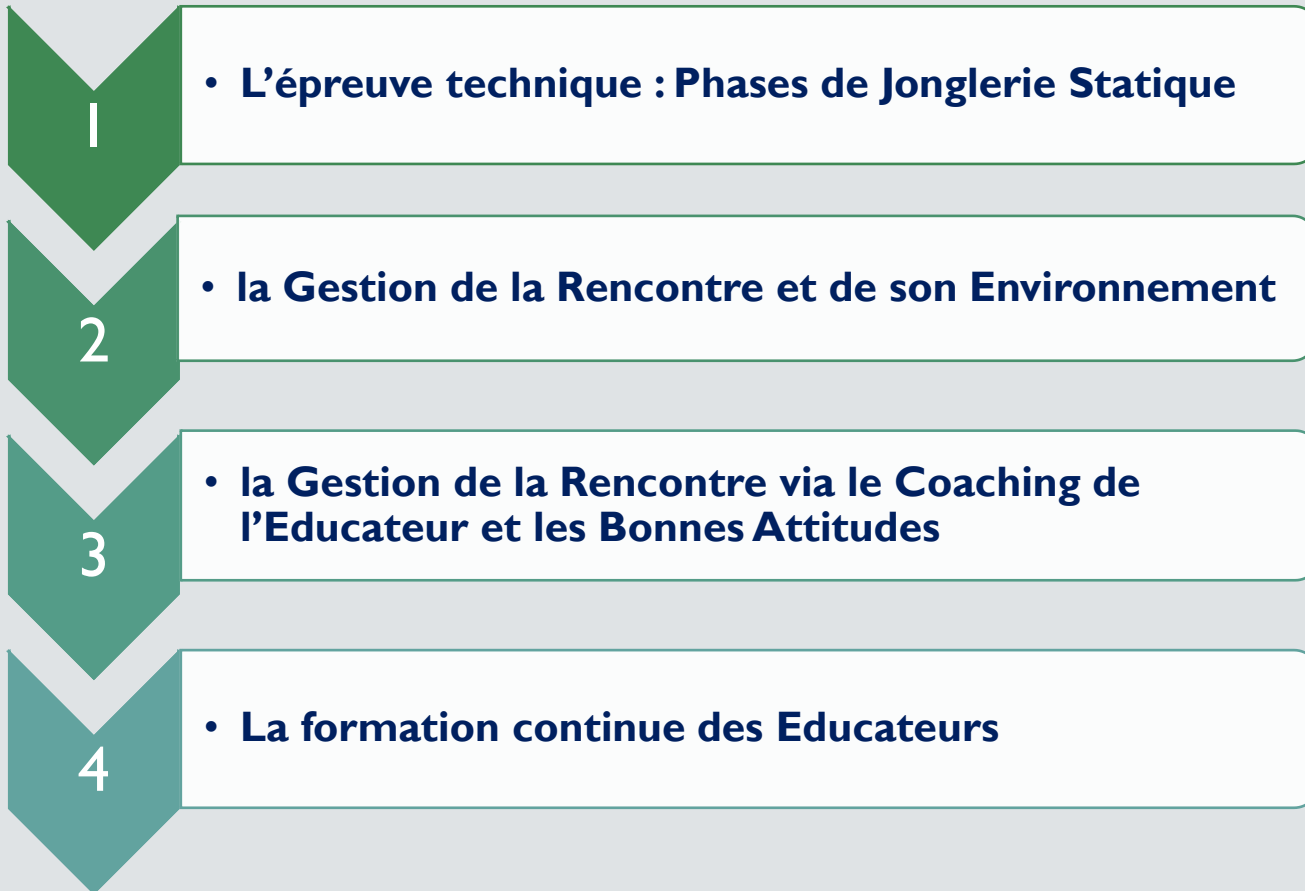 1
• L’épreuve technique : Phases de Jonglerie Statique
2
• la Gestion de la Rencontre et de son Environnement
3
• la Gestion de la Rencontre via le Coaching de
l’Educateur et les Bonnes Attitudes
4
• La formation continue des Educateurs